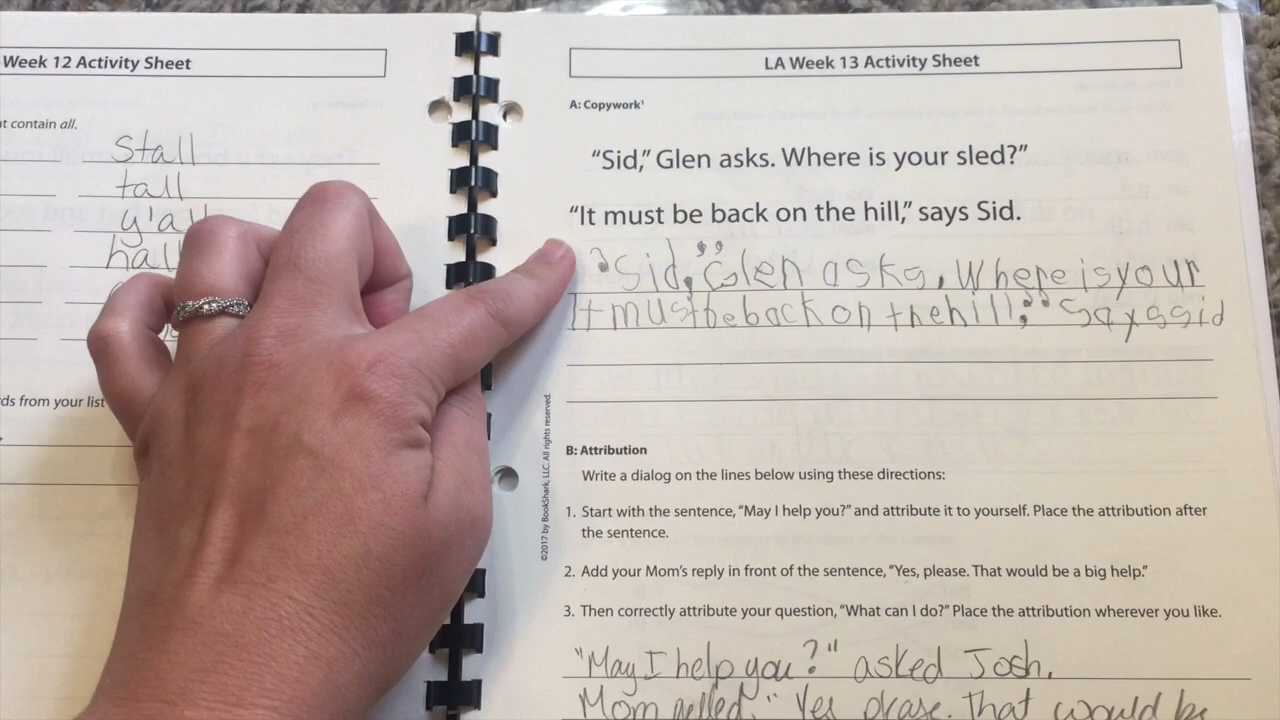 Week 12 Activity Sheet
t contain all.
stall
tall
y'al
hall
ds from your list
LA Week 13 Activity Sheet
A: Copywork¹
“Sid,” Glen asks. Where is your sled?”
“It must be back on the hill,” says Sid.
"Sid," Glen asks, Where is your
It must be back on the hill," Says sid
©2017 by BookShark, LLC. All rights reserved.
B: Attribution
Write a dialog on the lines below using these directions:
1. Start with the sentence, “May I help you?” and attribute it to yourself. Place the attribution after
the sentence.
2. Add your Mom’s reply in front of the sentence, “Yes, please. That would be a big help.”
3. Then correctly attribute your question, “What can I do?” Place the attribution wherever you like.
"May I help you?" asked Josh.
Mom " Yes please. That would be